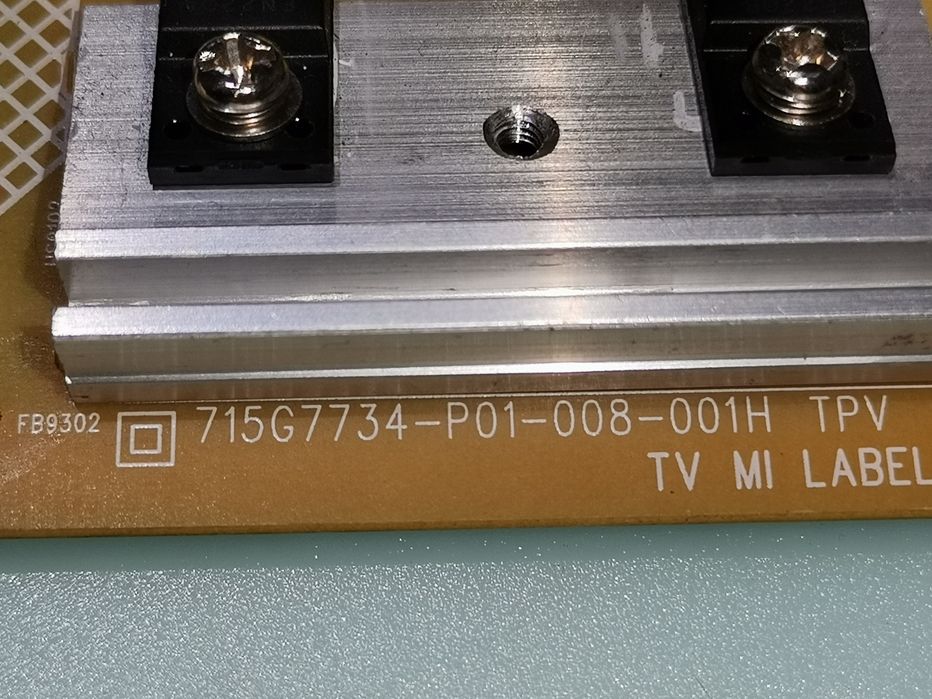 FB9302
715G7734-P01-008-001H TPV
TV MI LABEL